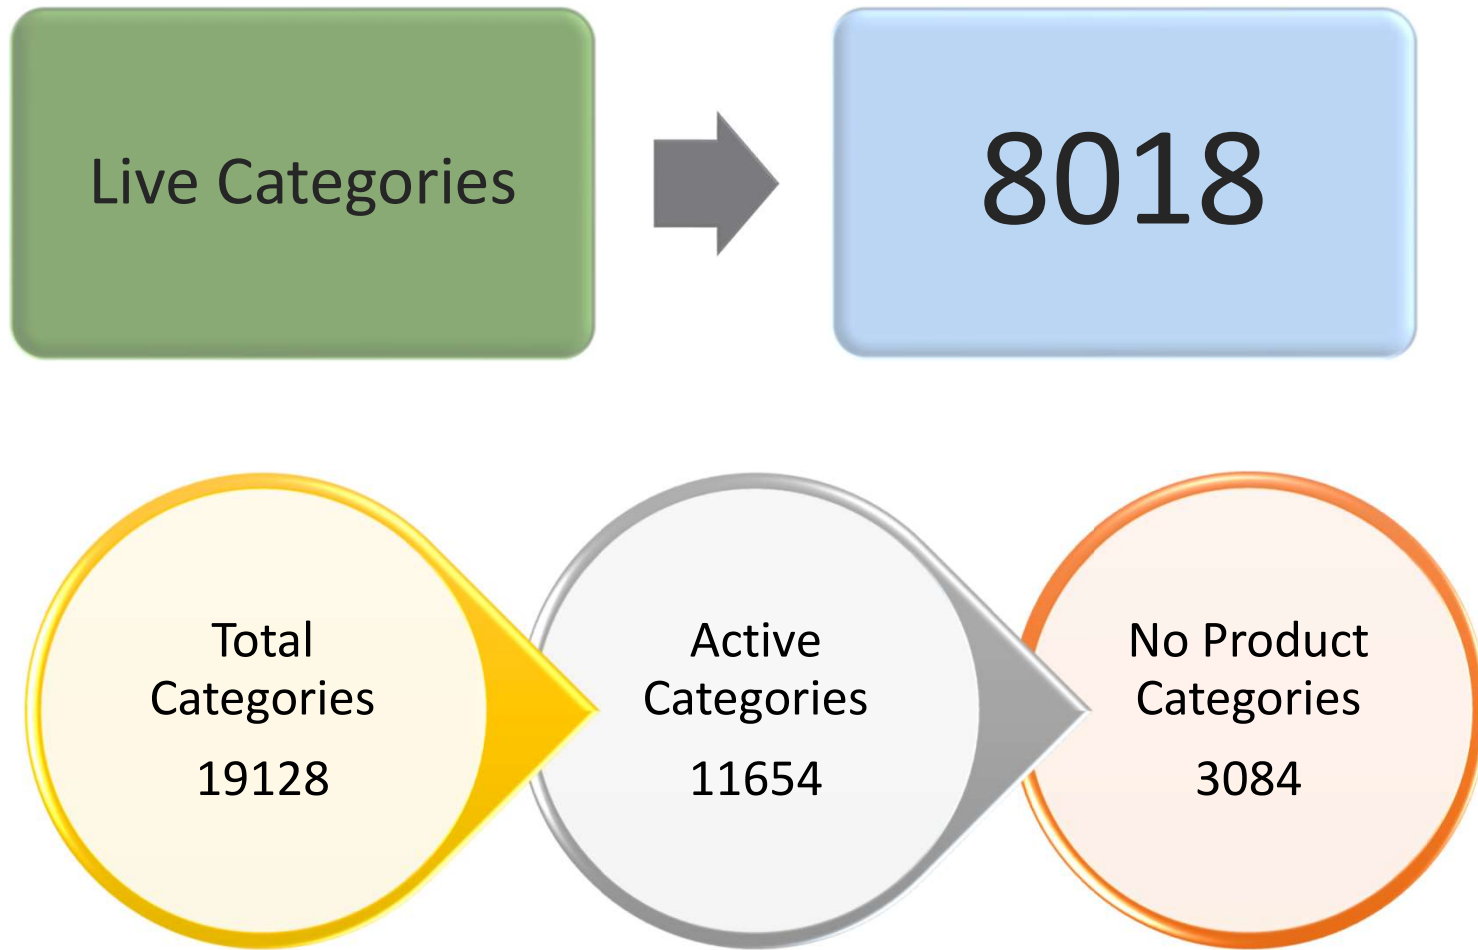 Live Categories
8018
Total
Categories
19128
Active
Categories
11654
No Product
Categories
3084